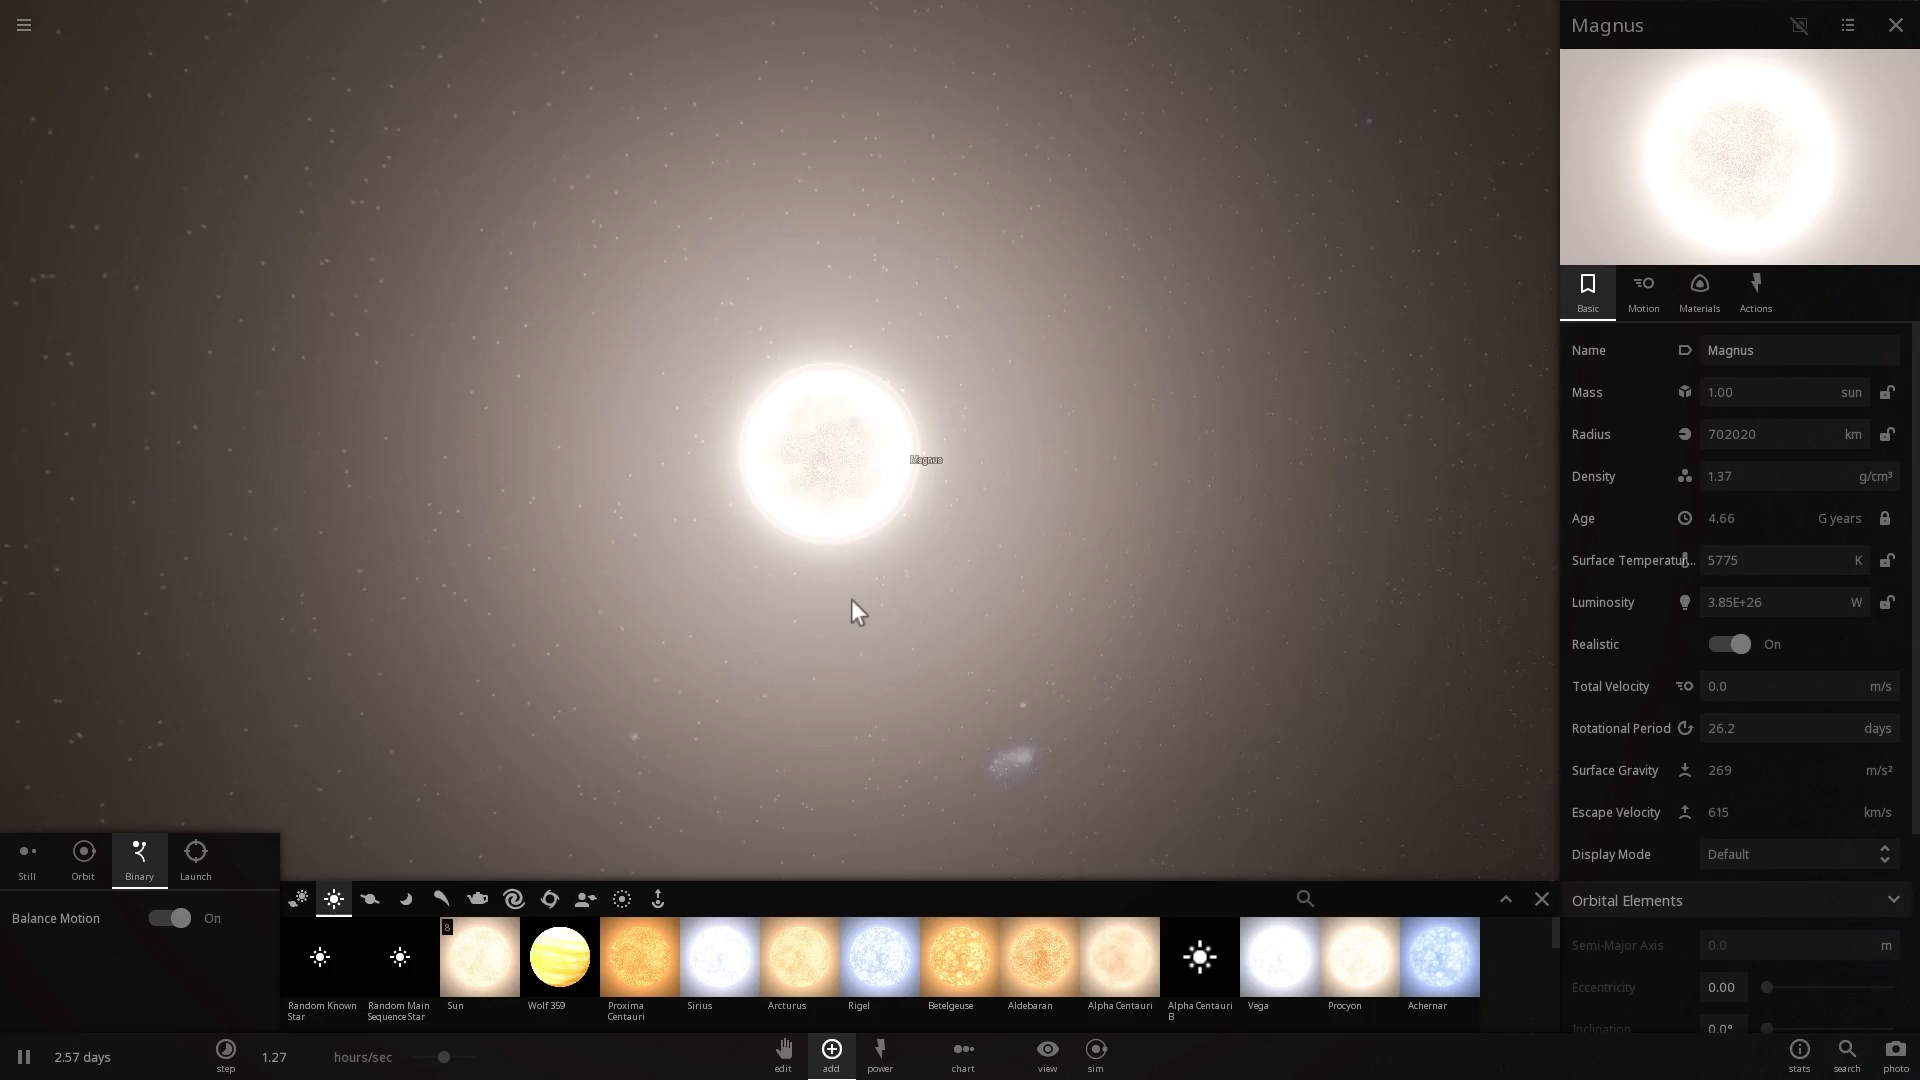 Magnus
Basic
Motion
Materials
Actions
Name
Magnus
Mass
1.00
sun
Radius
702020
km
Density
1.37
g/cm³
Age
4.66
G years
Surface Temperatur...
5775
K
Luminosity
3.85E+26
W
Realistic
On
Total Velocity
0.0
m/s
Rotational Period
26.2
days
Surface Gravity
269
m/s²
Escape Velocity
615
km/s
Display Mode
Default
Orbital Elements
Semi-Major Axis
0.0
m
Eccentricity
0.00
Inclination
0.0°
Magnus
Still
Orbit
Binary
Launch
Balance Motion
On
8
Random Known
Star
Random Main
Sequence Star
Sun
Wolf 359
Proxima
Centauri
Sirius
Arcturus
Rigel
Betelgeuse
Aldebaran
Alpha Centauri
Alpha Centauri
B
Vega
Procyon
Achernar
2.57 days
step
1.27
hours/sec
edit
add
power
chart
view
sim
stats
search
photo